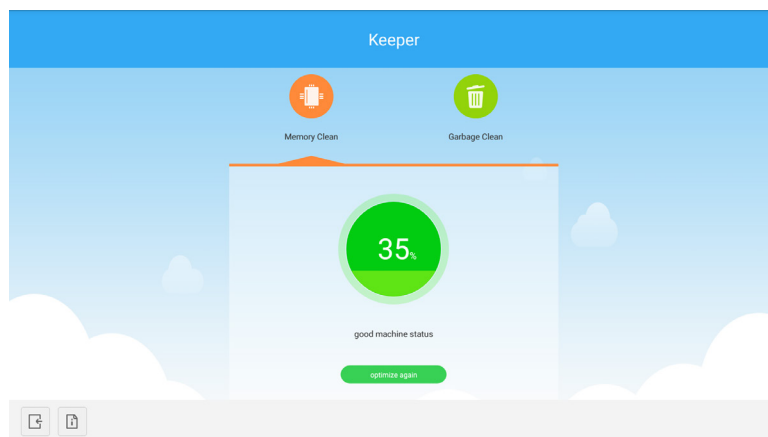 Keeper
Memory Clean
Garbage Clean
35%
good machine status
optimize again